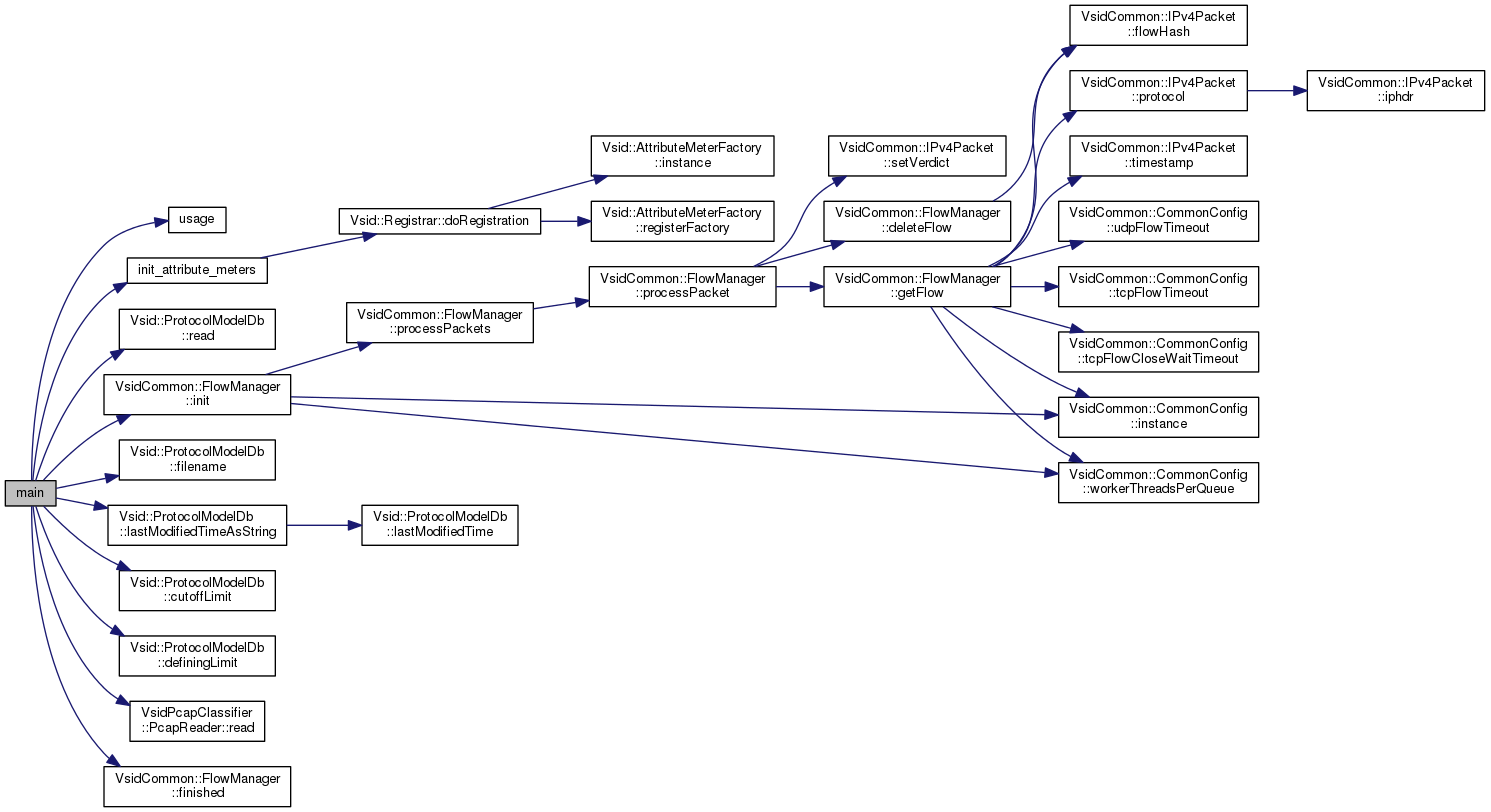 main
usage
init_attribute_meters
Vsid::ProtocolModelDb
::read
VsidCommon::FlowManager
::init
Vsid::ProtocolModelDb
::filename
Vsid::ProtocolModelDb
::lastModifiedTimeAsString
Vsid::ProtocolModelDb
::cutoffLimit
Vsid::ProtocolModelDb
::definingLimit
VsidPcapClassifier
::PcapReader::read
VsidCommon::FlowManager
::finished
Vsid::Registrar::doRegistration
VsidCommon::FlowManager
::processPackets
Vsid::ProtocolModelDb
::lastModifiedTime
Vsid::AttributeMeterFactory
::instance
Vsid::AttributeMeterFactory
::registerFactory
VsidCommon::FlowManager
::processPacket
VsidCommon::IPv4Packet
::setVerdict
VsidCommon::FlowManager
::deleteFlow
VsidCommon::FlowManager
::getFlow
VsidCommon::IPv4Packet
::flowHash
VsidCommon::IPv4Packet
::protocol
VsidCommon::IPv4Packet
::timestamp
VsidCommon::CommonConfig
::udpFlowTimeout
VsidCommon::CommonConfig
::tcpFlowTimeout
VsidCommon::CommonConfig
::tcpFlowCloseWaitTimeout
VsidCommon::CommonConfig
::instance
VsidCommon::CommonConfig
::workerThreadsPerQueue
VsidCommon::IPv4Packet
::iphdr